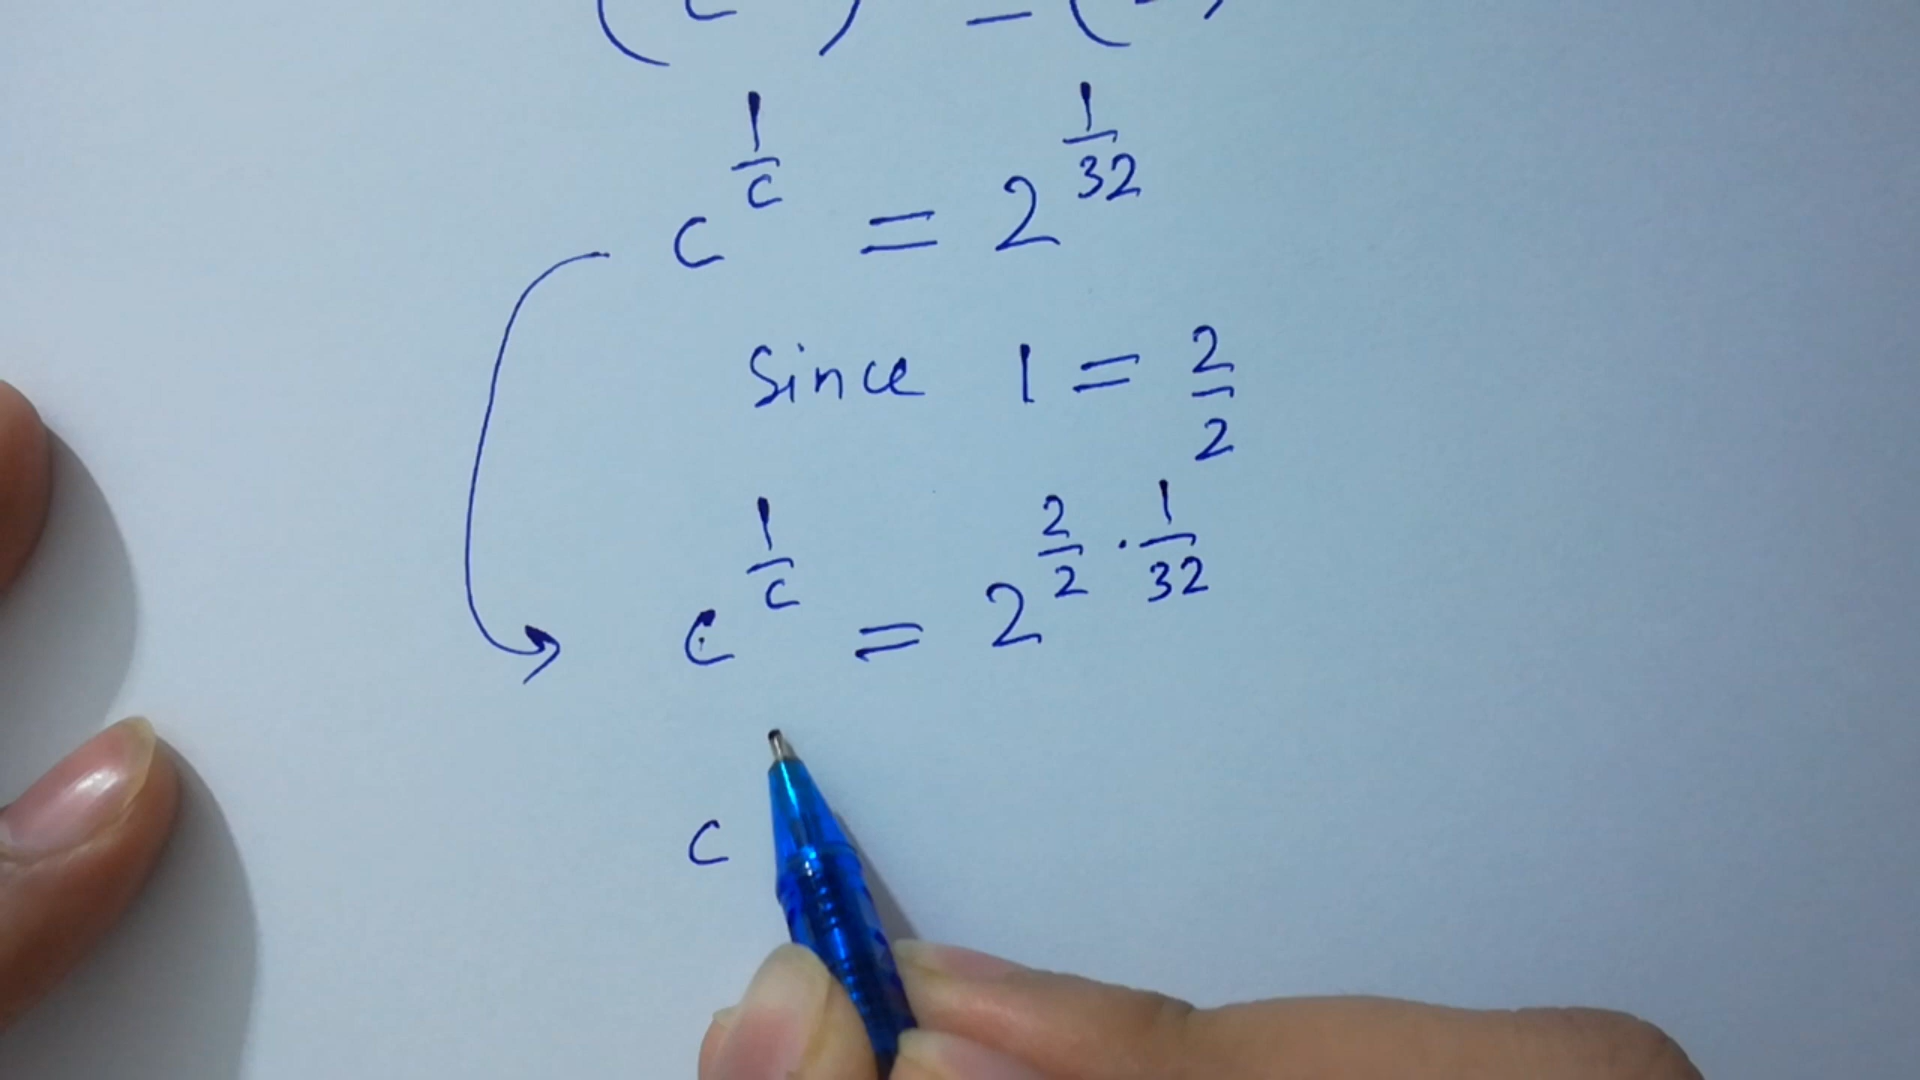 c^(1/c) = 2^(1/32)
Since 1 = 2/2
c^(1/c) = 2^(2/2 · 1/32)
c